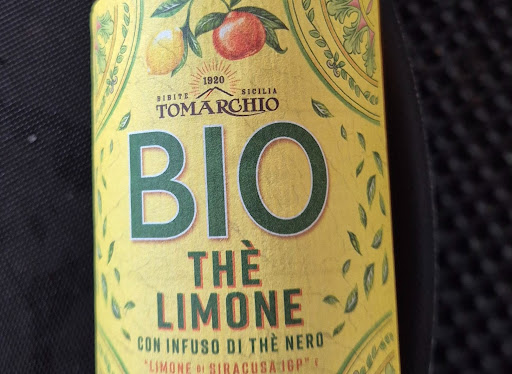 1920
BIBITE SICILIA
TOMARCHIO
BIO
THÈ
LIMONE
CON INFUSO DI THÈ NERO
"LIMONE DI SIRACUSA IGP"